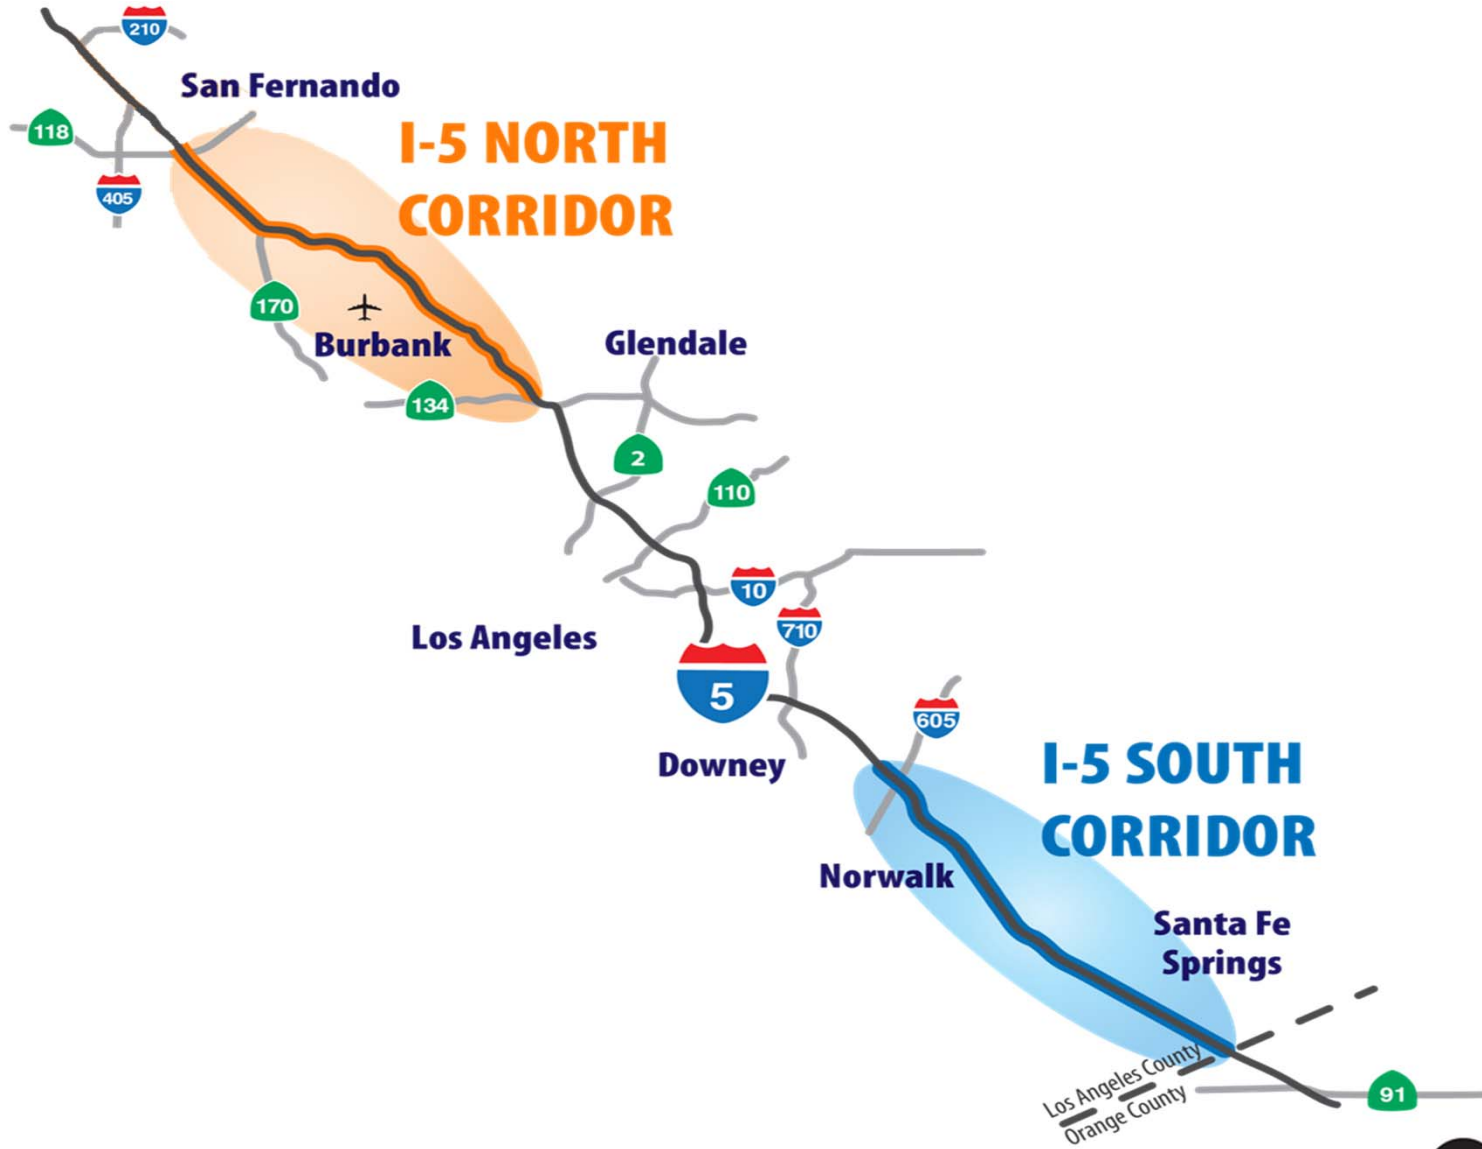 210
San Fernando
118
I-5 NORTH
CORRIDOR
405
170
Burbank
Glendale
134
2
110
10
Los Angeles
710
5
605
Downey
I-5 SOUTH
CORRIDOR
Norwalk
Santa Fe
Springs
Los Angeles County
Orange County
91